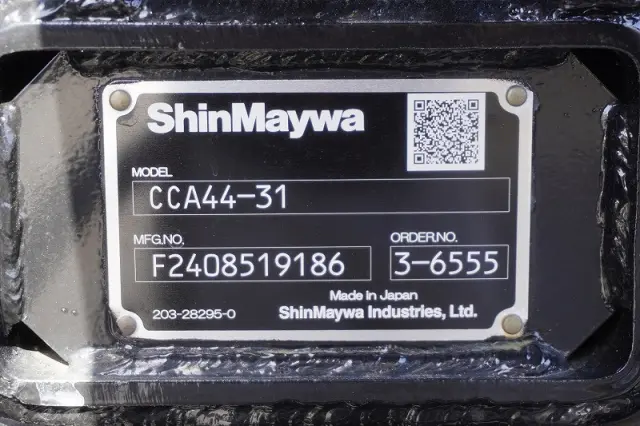 ShinMaywa
MODEL
CCA44-31
MFG.NO. ORDER.NO.
F2408519186 3-6555
Made in Japan
203-28295-0 ShinMaywa Industries, Ltd.